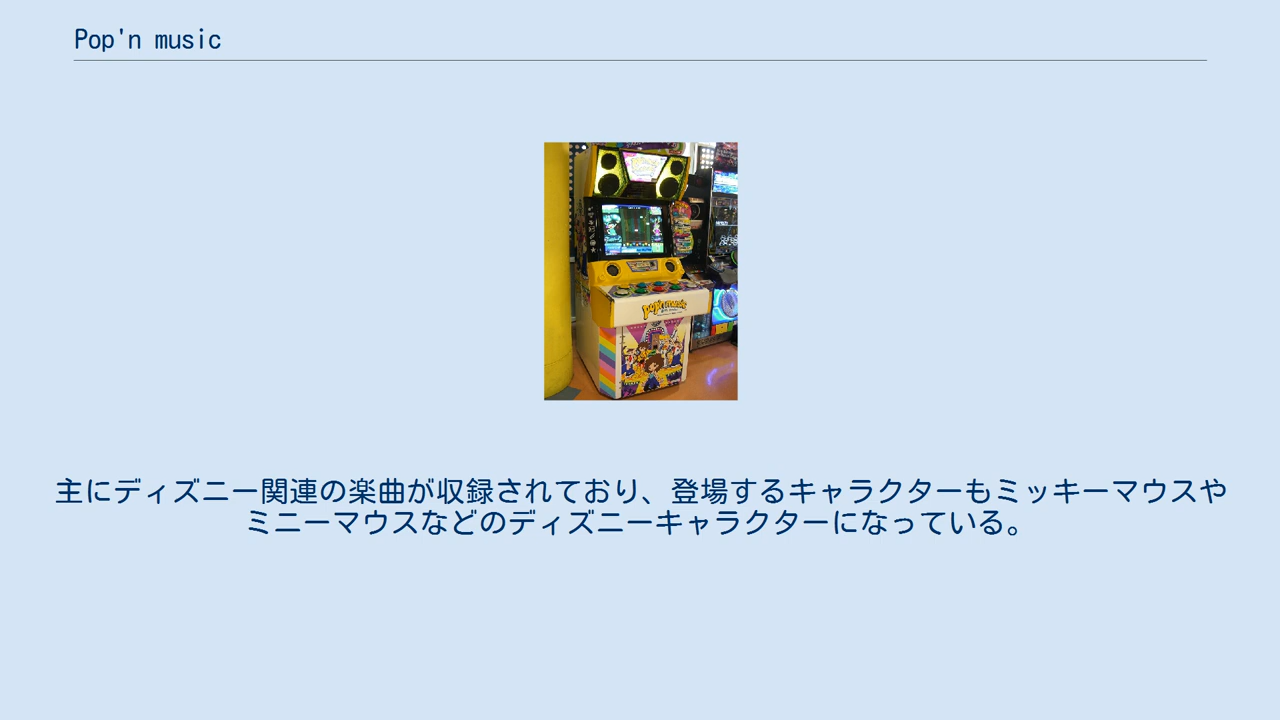 Pop'n music
pop'n music
主にディズニー関連の楽曲が収録されており、登場するキャラクターもミッキーマウスや
ミニーマウスなどのディズニーキャラクターになっている。